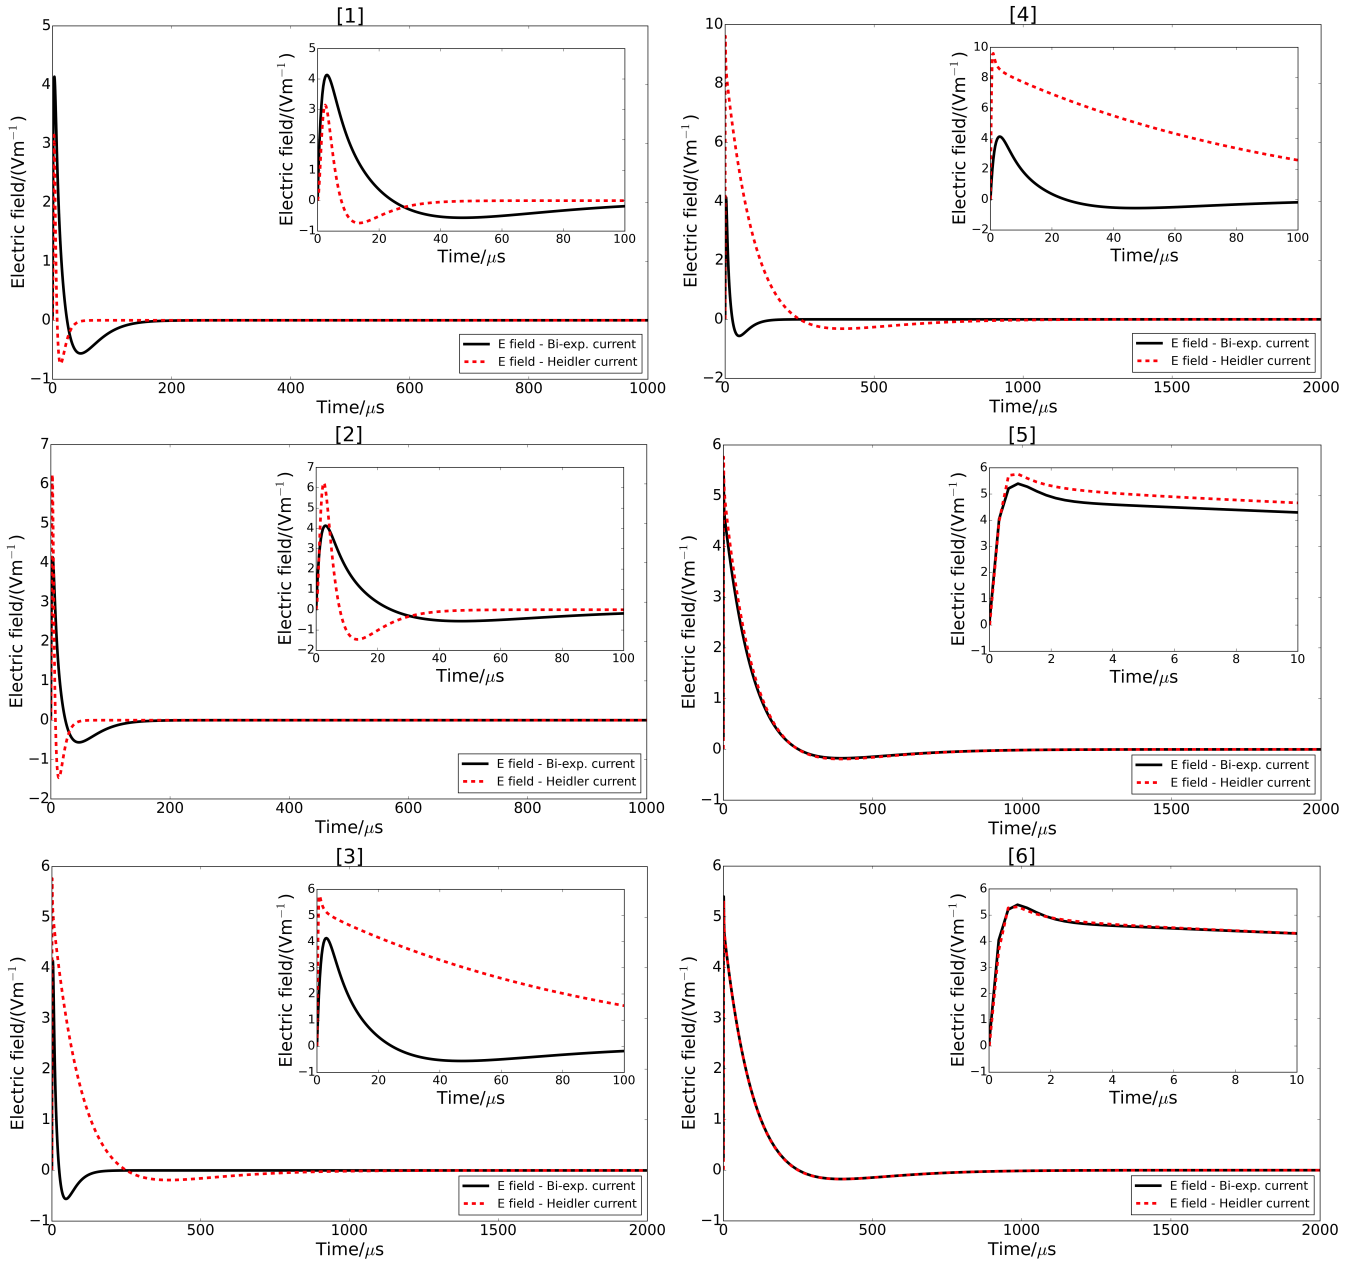 [1]
5
4
3
2
1
0
−1
0 200 400 600 800 1000
Electric field/(Vm⁻¹)
Time/μs
5
4
3
2
1
0
−1
0 20 40 60 80 100
Electric field/(Vm⁻¹)
Time/μs
E field - Bi-exp. current
E field - Heidler current
[4]
10
8
6
4
2
0
−2
0 500 1000 1500 2000
Electric field/(Vm⁻¹)
Time/μs
10
8
6
4
2
0
−2
0 20 40 60 80 100
Electric field/(Vm⁻¹)
Time/μs
E field - Bi-exp. current
E field - Heidler current
[2]
7
6
5
4
3
2
1
0
−1
−2
0 200 400 600 800 1000
Electric field/(Vm⁻¹)
Time/μs
7
6
5
4
3
2
1
0
−1
−2
0 20 40 60 80 100
Electric field/(Vm⁻¹)
Time/μs
E field - Bi-exp. current
E field - Heidler current
[5]
6
5
4
3
2
1
0
−1
0 500 1000 1500 2000
Electric field/(Vm⁻¹)
Time/μs
6
5
4
3
2
1
0
−1
0 2 4 6 8 10
Electric field/(Vm⁻¹)
Time/μs
E field - Bi-exp. current
E field - Heidler current
[3]
6
5
4
3
2
1
0
−1
0 500 1000 1500 2000
Electric field/(Vm⁻¹)
Time/μs
6
5
4
3
2
1
0
−1
0 20 40 60 80 100
Electric field/(Vm⁻¹)
Time/μs
E field - Bi-exp. current
E field - Heidler current
[6]
6
5
4
3
2
1
0
−1
0 500 1000 1500 2000
Electric field/(Vm⁻¹)
Time/μs
6
5
4
3
2
1
0
−1
0 2 4 6 8 10
Electric field/(Vm⁻¹)
Time/μs
E field - Bi-exp. current
E field - Heidler current